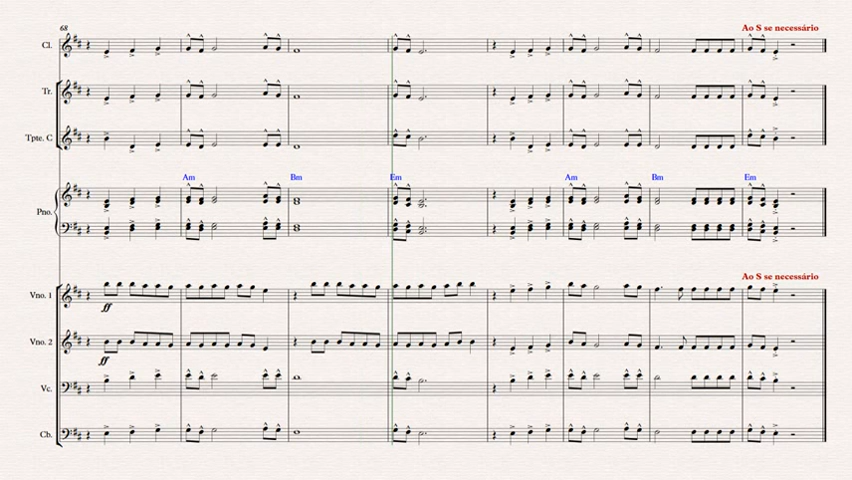 68
Ao S se necessário
Cl.
Tr.
Tpte. C
Am Bm Em Am Bm Em
Pno.
Ao S se necessário
Vno. 1
ff
Vno. 2
ff
Vc.
Cb.